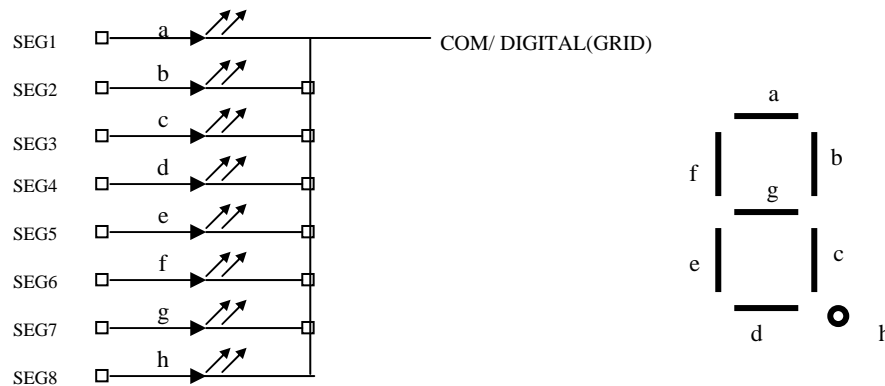 SEG1 a COM/ DIGITAL(GRID)
SEG2 b
SEG3 c
SEG4 d
SEG5 e
SEG6 f
SEG7 g
SEG8 h
a
f b
g
e c
d h